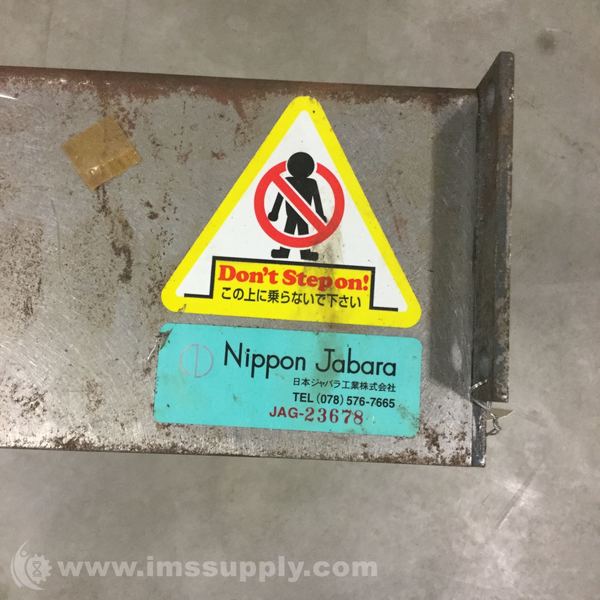 Don't Step on!
この上に乗らないで下さい
Nippon Jabara
日本ジャバラ工業株式会社
TEL (078) 576-7665
JAG-23678
www.imssupply.com